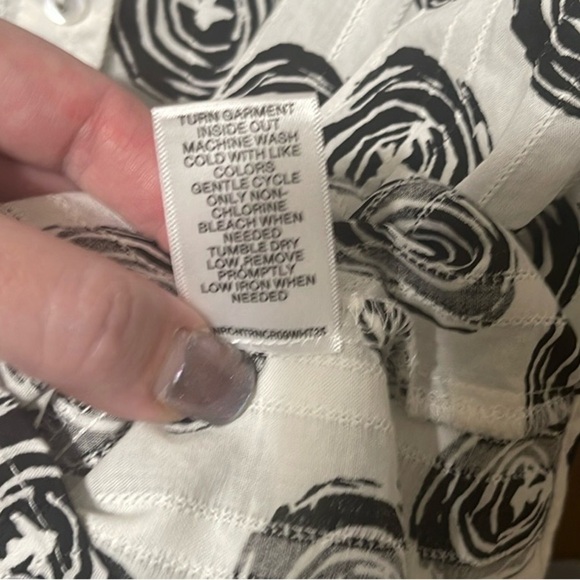 TURN GARMENT
INSIDE OUT
MACHINE WASH
COLD WITH LIKE
COLORS
GENTLE CYCLE
ONLY NON-
CHLORINE
BLEACH WHEN
NEEDED
TUMBLE DRY
LOW, REMOVE
PROMPTLY
LOW IRON WHEN
NEEDED